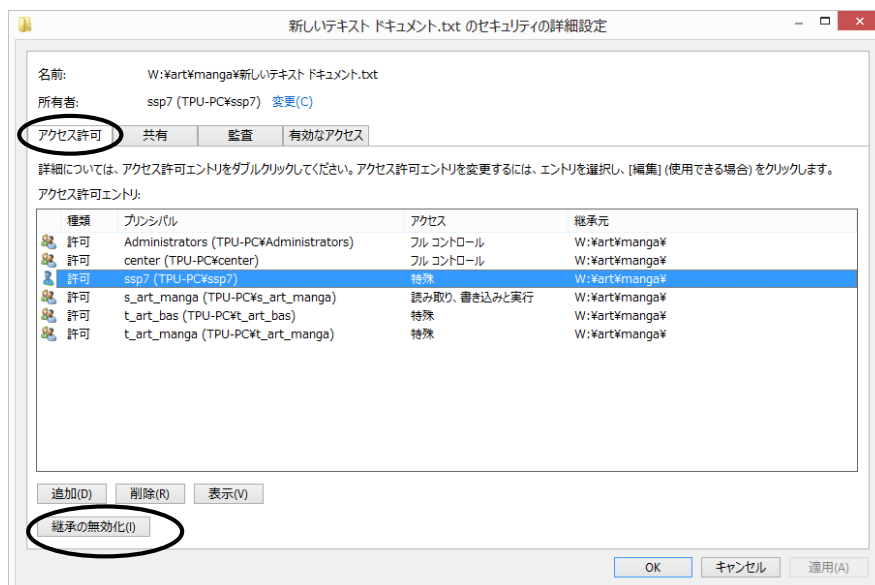 新しいテキスト ドキュメント.txt のセキュリティの詳細設定
名前: W:¥art¥manga¥新しいテキスト ドキュメント.txt
所有者: ssp7 (TPU-PC¥ssp7) 変更(C)
アクセス許可 共有 監査 有効なアクセス
詳細については、アクセス許可エントリをダブルクリックしてください。アクセス許可エントリを変更するには、エントリを選択し、[編集] (使用できる場合) をクリックします。
アクセス許可エントリ:
種類 プリンシパル アクセス 継承元
許可 Administrators (TPU-PC¥Administrators) フル コントロール W:¥art¥manga¥
許可 center (TPU-PC¥center) フル コントロール W:¥art¥manga¥
許可 ssp7 (TPU-PC¥ssp7) 特殊 W:¥art¥manga¥
許可 s_art_manga (TPU-PC¥s_art_manga) 読み取り、書き込みと実行 W:¥art¥manga¥
許可 t_art_bas (TPU-PC¥t_art_bas) 特殊 W:¥art¥manga¥
許可 t_art_manga (TPU-PC¥t_art_manga) 特殊 W:¥art¥manga¥
追加(D) 削除(R) 表示(V)
継承の無効化(I)
OK キャンセル 適用(A)